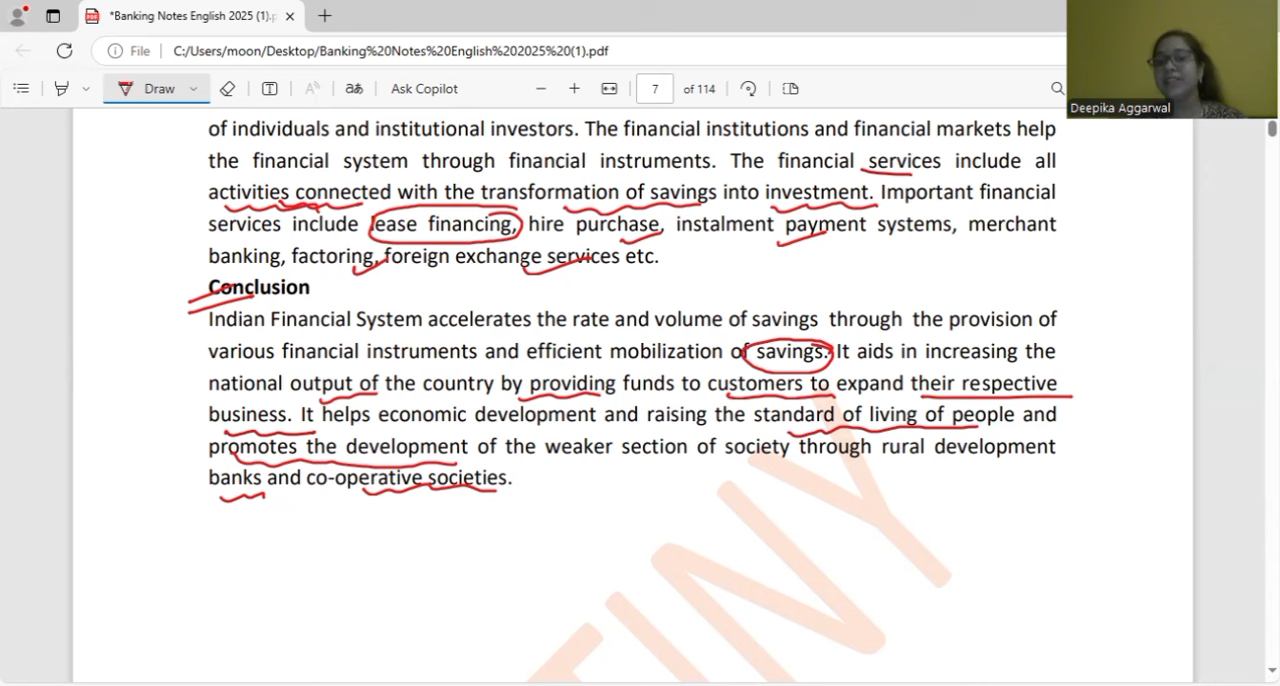 *Banking Notes English 2025 (1).p
File C:/Users/moon/Desktop/Banking%20Notes%20English%202025%20(1).pdf
Draw aあ Ask Copilot 7 of 114
Deepika Aggarwal
of individuals and institutional investors. The financial institutions and financial markets help
the financial system through financial instruments. The financial services include all
activities connected with the transformation of savings into investment. Important financial
services include lease financing, hire purchase, instalment payment systems, merchant
banking, factoring, foreign exchange services etc.
Conclusion
Indian Financial System accelerates the rate and volume of savings through the provision of
various financial instruments and efficient mobilization of savings. It aids in increasing the
national output of the country by providing funds to customers to expand their respective
business. It helps economic development and raising the standard of living of people and
promotes the development of the weaker section of society through rural development
banks and co-operative societies.
TINY